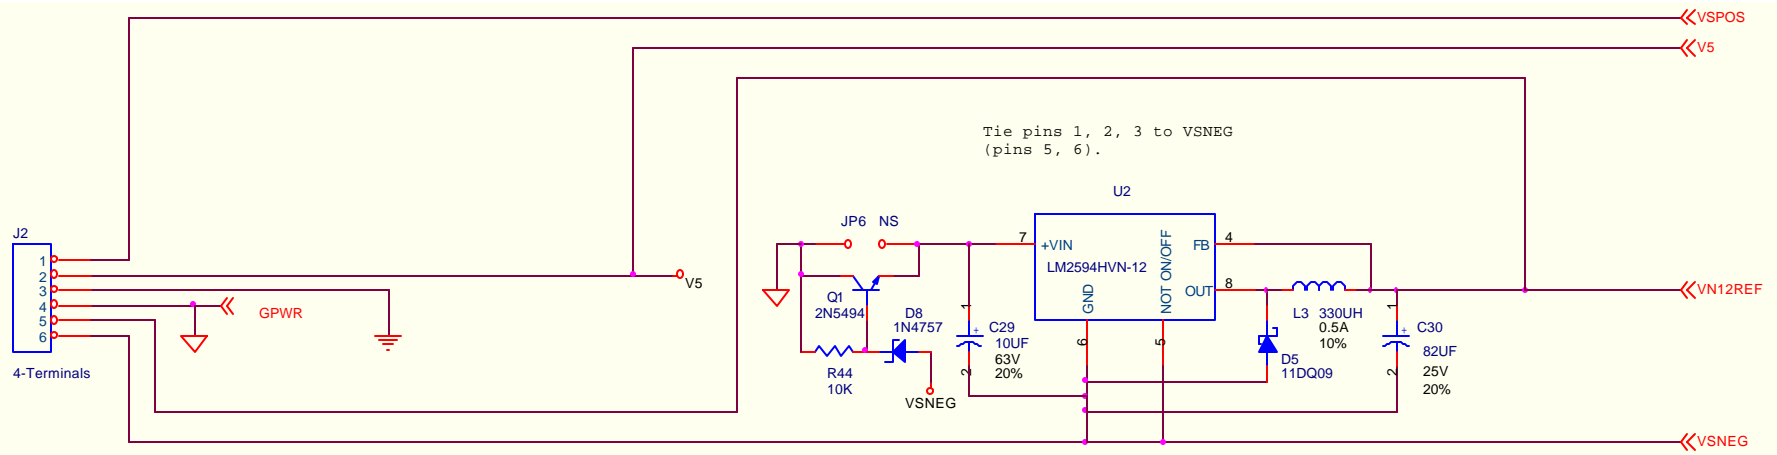 VSPOS
V5
Tie pins 1, 2, 3 to VSNEG
(pins 5, 6).
U2
J2
1
2
3
4
5
6
4-Terminals
GPWR
V5
JP6 NS
Q1
2N5494
R44
10K
D8
1N4757
VSNEG
1
2
C29
10UF
63V
20%
7
+VIN
LM2594HVN-12
GND
6
NOT ON/OFF
5
FB
4
OUT
8
L3 330UH
0.5A
10%
D5
11DQ09
1
2
C30
82UF
25V
20%
VN12REF
VSNEG